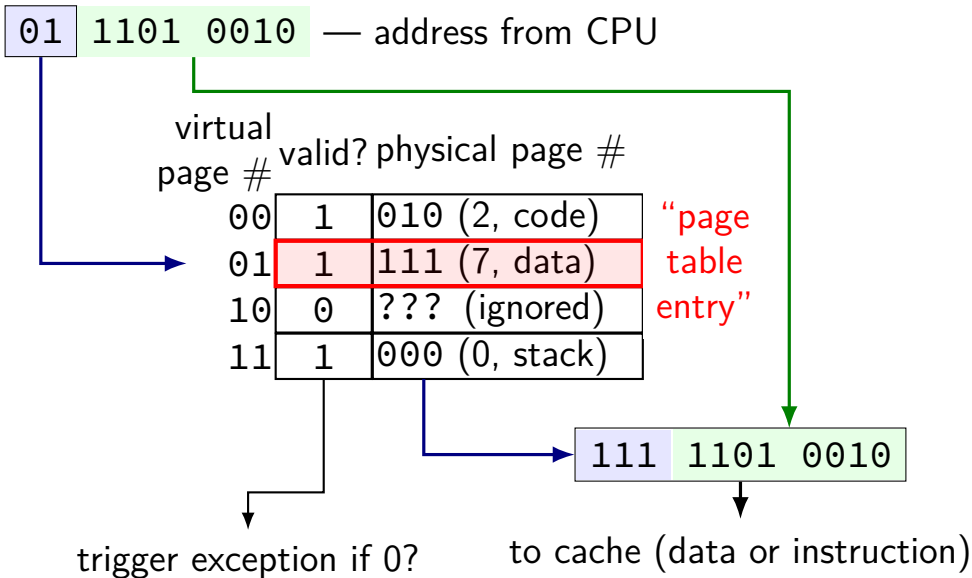 01 1101 0010 — address from CPU
virtual
page #
valid? physical page #
00 1 010 (2, code)
01 1 111 (7, data)
10 0 ??? (ignored)
11 1 000 (0, stack)
“page
table
entry”
111 1101 0010
trigger exception if 0?
to cache (data or instruction)